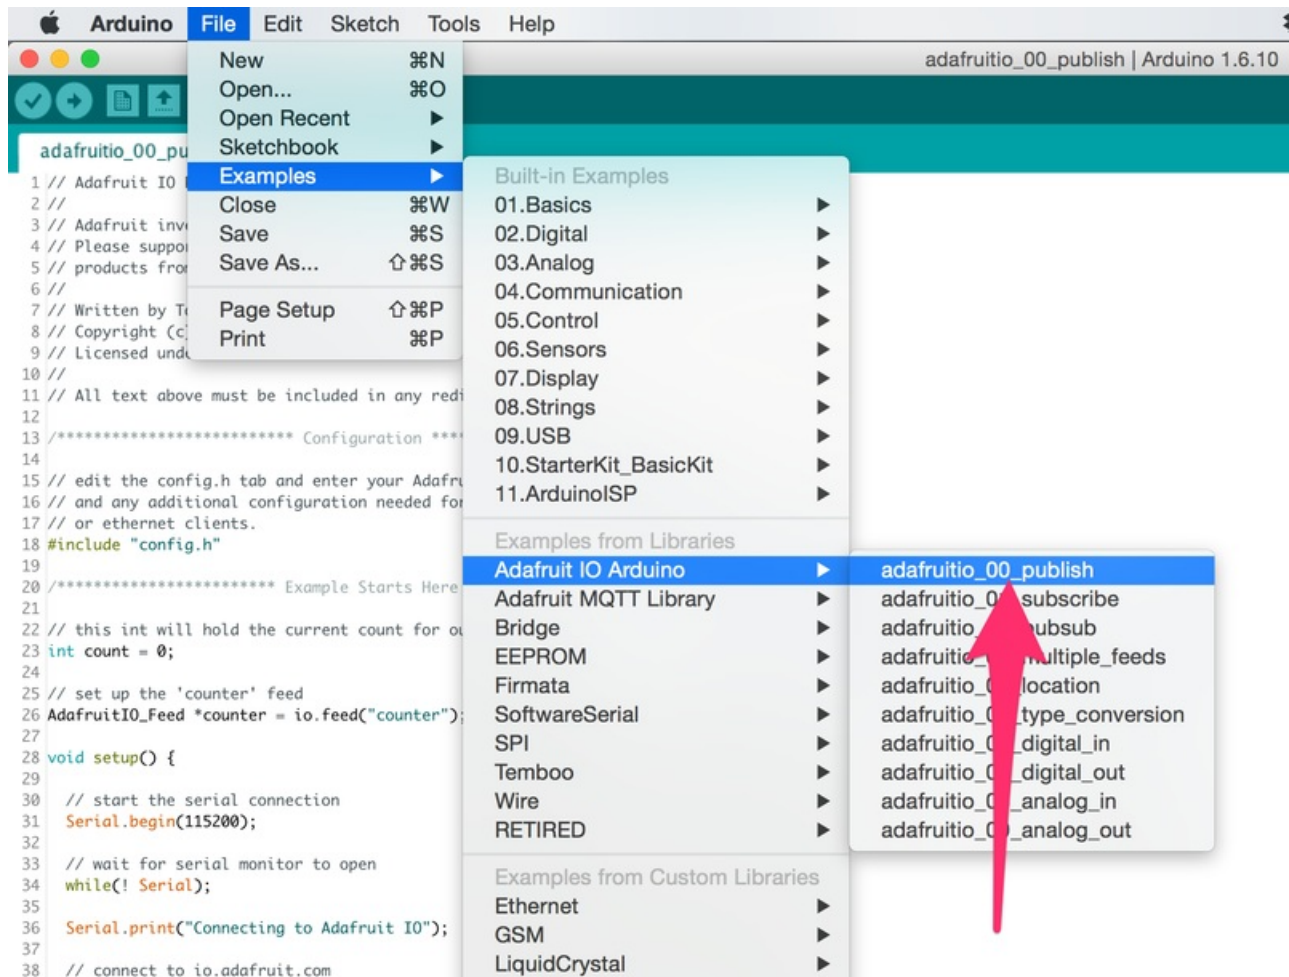 Arduino File Edit Sketch Tools Help
adafruitio_00_publish | Arduino 1.6.10
New ⌘N
Open... ⌘O
Open Recent ▶
Sketchbook ▶
Examples ▶
Close ⌘W
Save ⌘S
Save As... ⇧⌘S
Page Setup ⇧⌘P
Print ⌘P
Built-in Examples
01.Basics ▶
02.Digital ▶
03.Analog ▶
04.Communication ▶
05.Control ▶
06.Sensors ▶
07.Display ▶
08.Strings ▶
09.USB ▶
10.StarterKit_BasicKit ▶
11.ArduinoISP ▶
Examples from Libraries
Adafruit IO Arduino ▶
Adafruit MQTT Library ▶
Bridge ▶
EEPROM ▶
Firmata ▶
SoftwareSerial ▶
SPI ▶
Temboo ▶
Wire ▶
RETIRED ▶
Examples from Custom Libraries
Ethernet ▶
GSM ▶
LiquidCrystal ▶
adafruitio_00_publish
subscribe
multiple_feeds
location
type_conversion
digital_in
digital_out
analog_in
analog_out
adafruitio_00_pu
1 // Adafruit IO
2 //
3 // Adafruit inv
4 // Please suppo
5 // products fro
6 //
7 // Written by T
8 // Copyright (c
9 // Licensed und
10 //
11 // All text above must be included in any redi
12
13 /************************** Configuration ****
14
15 // edit the config.h tab and enter your Adafru
16 // and any additional configuration needed for
17 // or ethernet clients.
18 #include "config.h"
19
20 /************************ Example Starts Here
21
22 // this int will hold the current count for ou
23 int count = 0;
24
25 // set up the 'counter' feed
26 AdafruitIO_Feed *counter = io.feed("counter");
27
28 void setup() {
29
30 // start the serial connection
31 Serial.begin(115200);
32
33 // wait for serial monitor to open
34 while(! Serial);
35
36 Serial.print("Connecting to Adafruit IO");
37
38 // connect to io.adafruit.com